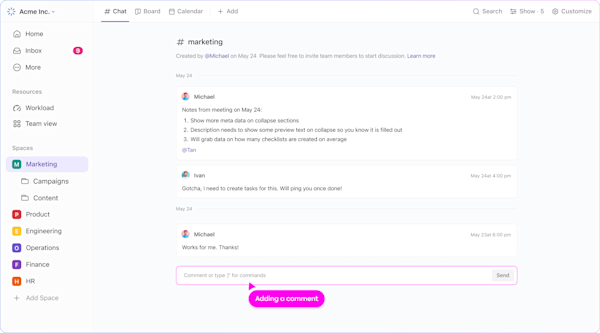 Acme Inc.
# Chat
Board
Calendar
+ Add
Search
Show · 5
Customize
Home
Inbox
9
More
Resources
Workload
Team view
Spaces
M Marketing
Campaigns
Content
P Product
E Engineering
O Operations
F Finance
H HR
+ Add Space
# marketing
Created by @Michael on May 24 Please feel free to invite team members to start discussion. Learn more
May 24
Michael
May 24at 2:00 pm
Notes from meeting on May 24:
1. Show more meta data on collapse sections
2. Description needs to show some preview text on collapse so you know it is filled out
3. Will grab data on how many checklists are created on average
@Tan
Ivan
May 24at 4:00 pm
Gotcha, I need to create tasks for this. Will ping you once done!
May 24
Michael
May 22at 6:00 pm
Works for me. Thanks!
Comment or type '/' for commands
Send
Adding a comment